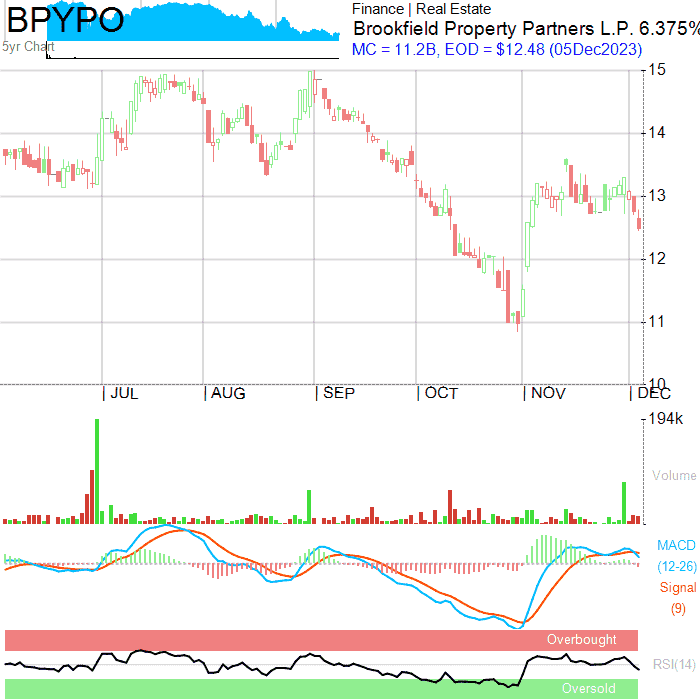 BPYPO
5yr Chart
Finance | Real Estate
Brookfield Property Partners L.P. 6.375%
MC = 11.2B, EOD = $12.48 (05Dec2023)
15
14
13
12
11
10
| JUL | AUG | SEP | OCT | NOV | DEC
194k
Volume
MACD
(12-26)
Signal
(9)
Overbought
RSI(14)
Oversold